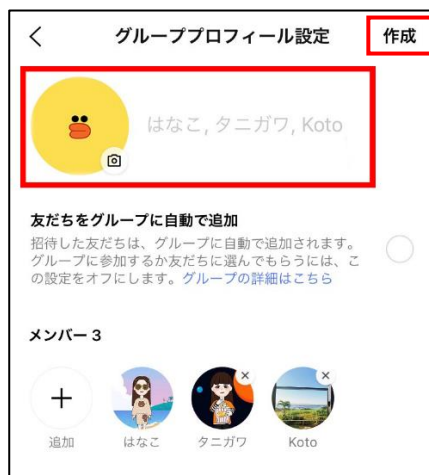 グループプロフィール設定 作成
はなこ, タニガワ, Koto
友だちをグループに自動で追加
招待した友だちは、グループに自動で追加されます。
グループに参加するか友だちに選んでもらうには、こ
の設定をオフにします。グループの詳細はこちら
メンバー 3
追加 はなこ タニガワ Koto